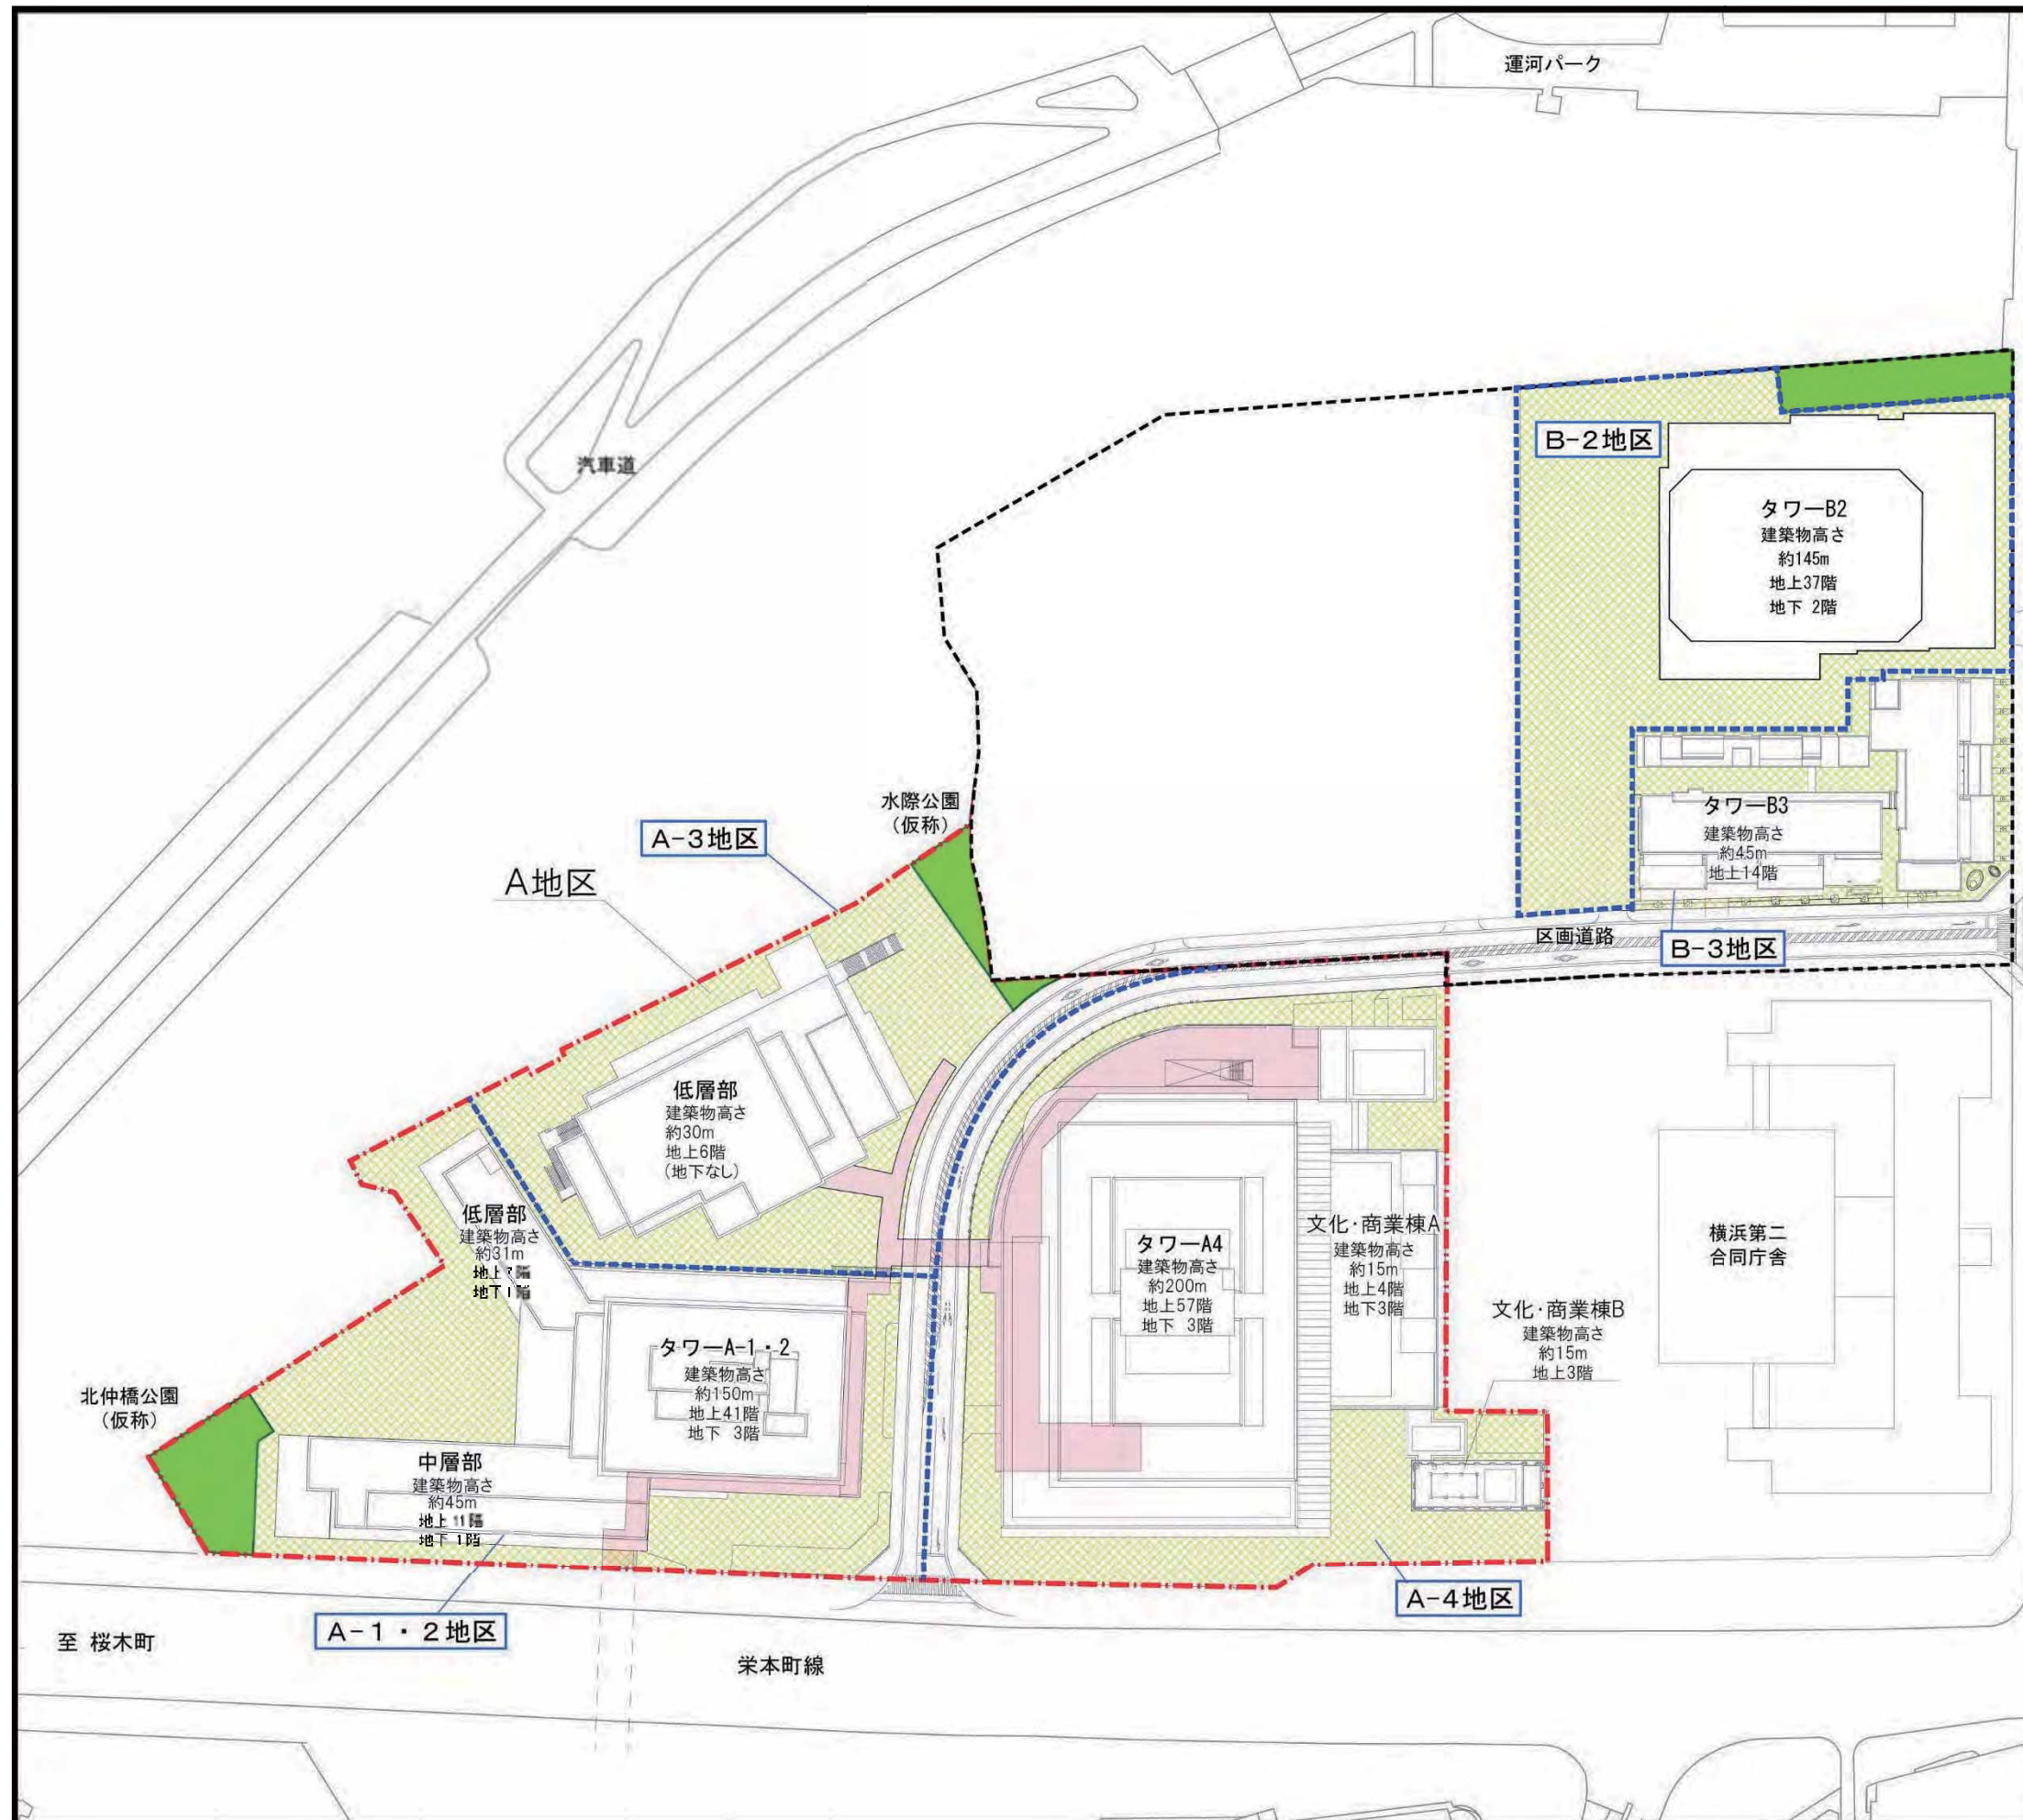 運河パーク
B-2地区
タワーB2
建築物高さ
約145m
地上37階
地下 2階
汽車道
水際公園
(仮称)
A-3地区
A地区
タワーB3
建築物高さ
約45m
地上14階
区画道路
B-3地区
低層部
建築物高さ
約30m
地上6階
(地下なし)
低層部
建築物高さ
約31m
地上7階
地下1階
タワーA4
建築物高さ
約200m
地上57階
地下 3階
文化・商業棟A
建築物高さ
約15m
地上4階
地下3階
横浜第二
合同庁舎
文化・商業棟B
建築物高さ
約15m
地上3階
タワーA-1・2
建築物高さ
約150m
地上41階
地下 3階
北仲橋公園
(仮称)
中層部
建築物高さ
約45m
地上 11階
地下 1階
A-4地区
A-1・2地区
至 桜木町
栄本町線